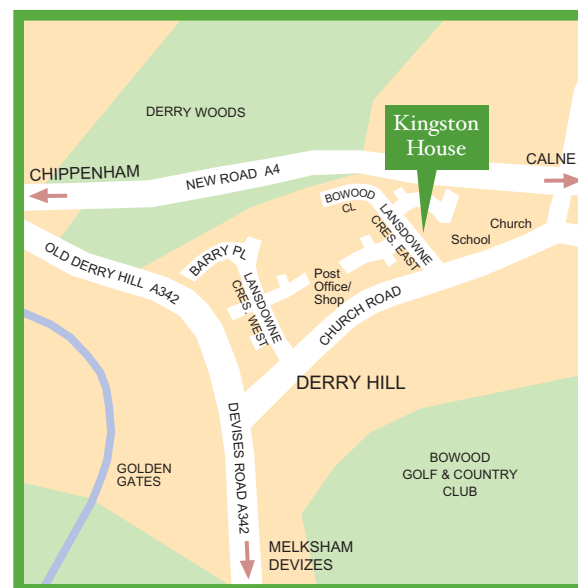 DERRY WOODS
Kingston
House
CHIPPENHAM
NEW ROAD A4
CALNE
BOWOOD
CL
LANSDOWNE
CRES. EAST
Church
School
OLD DERRY HILL A342
BARRY PL
LANSDOWNE
CRES. WEST
Post
Office/
Shop
CHURCH ROAD
DERRY HILL
DEVISES ROAD A342
GOLDEN
GATES
BOWOOD
GOLF & COUNTRY
CLUB
MELKSHAM
DEVIZES